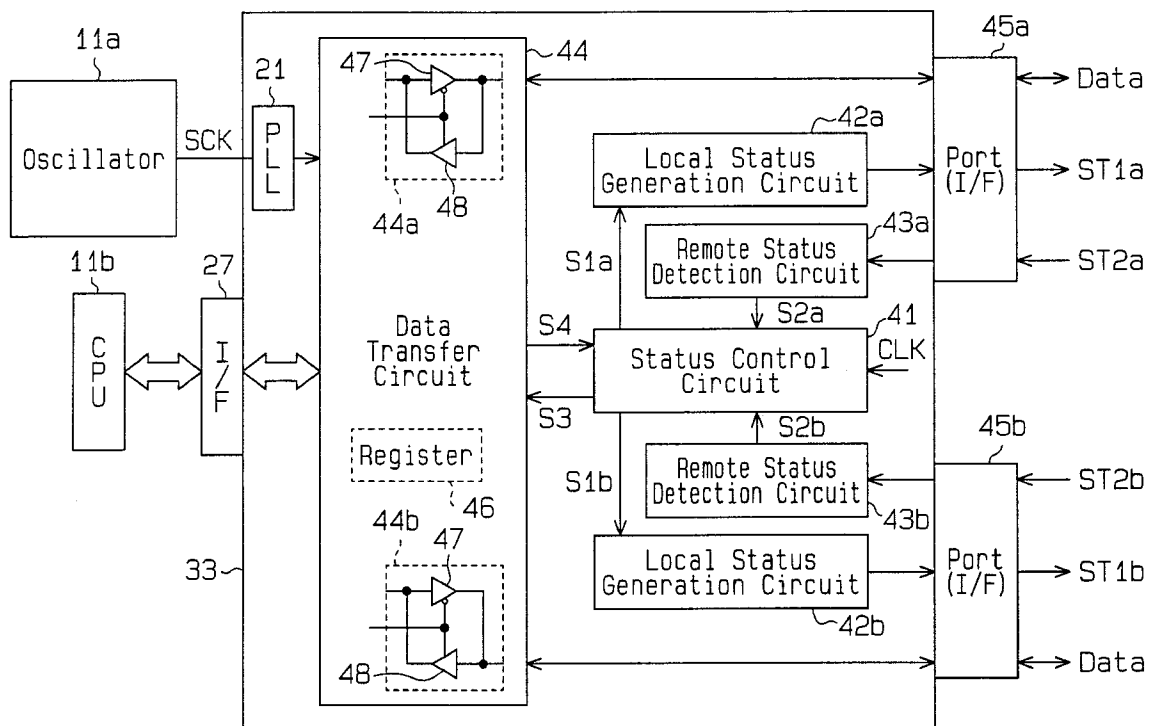 11a
Oscillator
SCK
21
PLL
11b
CPU
27
I/F
33
44
47
48
44a
Data
Transfer
Circuit
Register
46
44b
47
48
S4
S3
42a
Local Status
Generation Circuit
S1a
43a
Remote Status
Detection Circuit
S2a
41
Status Control
Circuit
CLK
S2b
Remote Status
Detection Circuit
43b
S1b
Local Status
Generation Circuit
42b
45a
Port
(I/F)
Data
ST1a
ST2a
45b
Port
(I/F)
ST2b
ST1b
Data